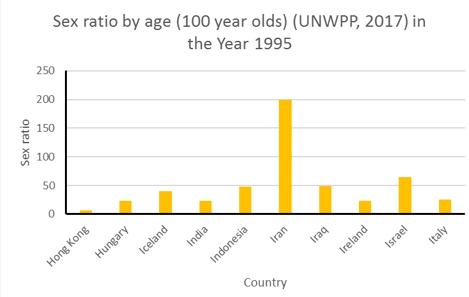 Sex ratio by age (100 year olds) (UNWPP, 2017) in
the Year 1995
250
200
150
100
50
0
Sex ratio
Hong Kong
Hungary
Iceland
India
Indonesia
Iran
Iraq
Ireland
Israel
Italy
Country